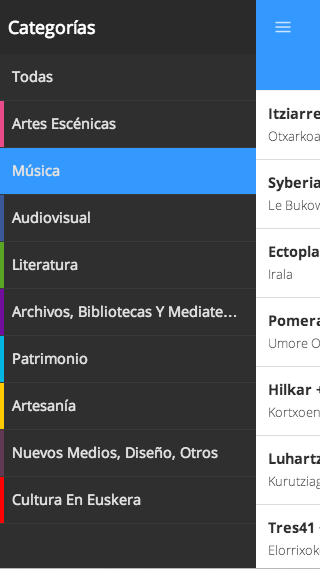 Categorías
Todas
Artes Escénicas
Música
Audiovisual
Literatura
Archivos, Bibliotecas Y Mediate...
Patrimonio
Artesanía
Nuevos Medios, Diseño, Otros
Cultura En Euskera
Itziarre
Otxarkoa
Syberia
Le Bukow
Ectopla
Irala
Pomera
Umore O
Hilkar +
Kortxoen
Luhartz
Kurutziag
Tres41
Elorrixok